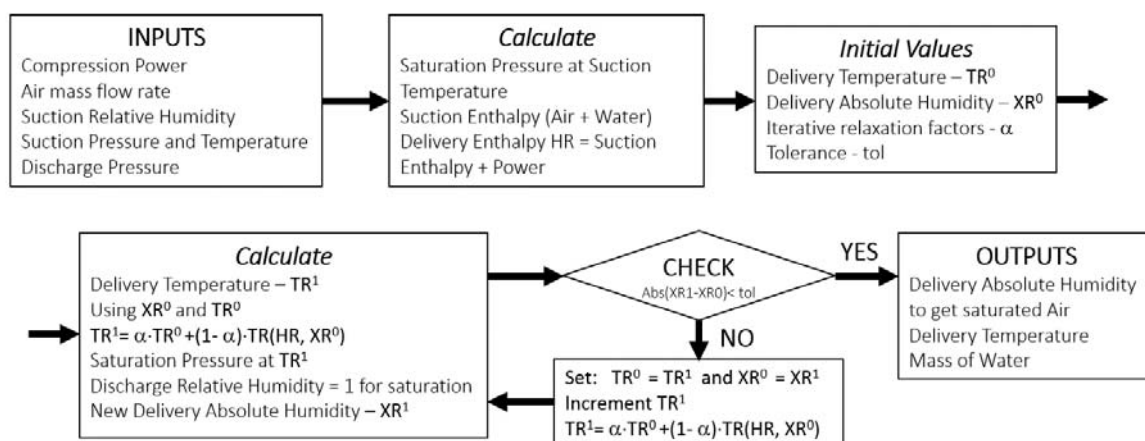 INPUTS
Compression Power
Air mass flow rate
Suction Relative Humidity
Suction Pressure and Temperature
Discharge Pressure
Calculate
Saturation Pressure at Suction
Temperature
Suction Enthalpy (Air + Water)
Delivery Enthalpy HR = Suction
Enthalpy + Power
Initial Values
Delivery Temperature – TR⁰
Delivery Absolute Humidity – XR⁰
Iterative relaxation factors - α
Tolerance - tol
Calculate
Delivery Temperature – TR¹
Using XR⁰ and TR⁰
TR¹= α·TR⁰ +(1- α)·TR(HR, XR⁰)
Saturation Pressure at TR¹
Discharge Relative Humidity = 1 for saturation
New Delivery Absolute Humidity – XR¹
CHECK
Abs(XR1-XR0)< tol
YES
NO
Set: TR⁰ = TR¹ and XR⁰ = XR¹
Increment TR¹
TR¹= α·TR⁰ +(1- α)·TR(HR, XR⁰)
OUTPUTS
Delivery Absolute Humidity
to get saturated Air
Delivery Temperature
Mass of Water